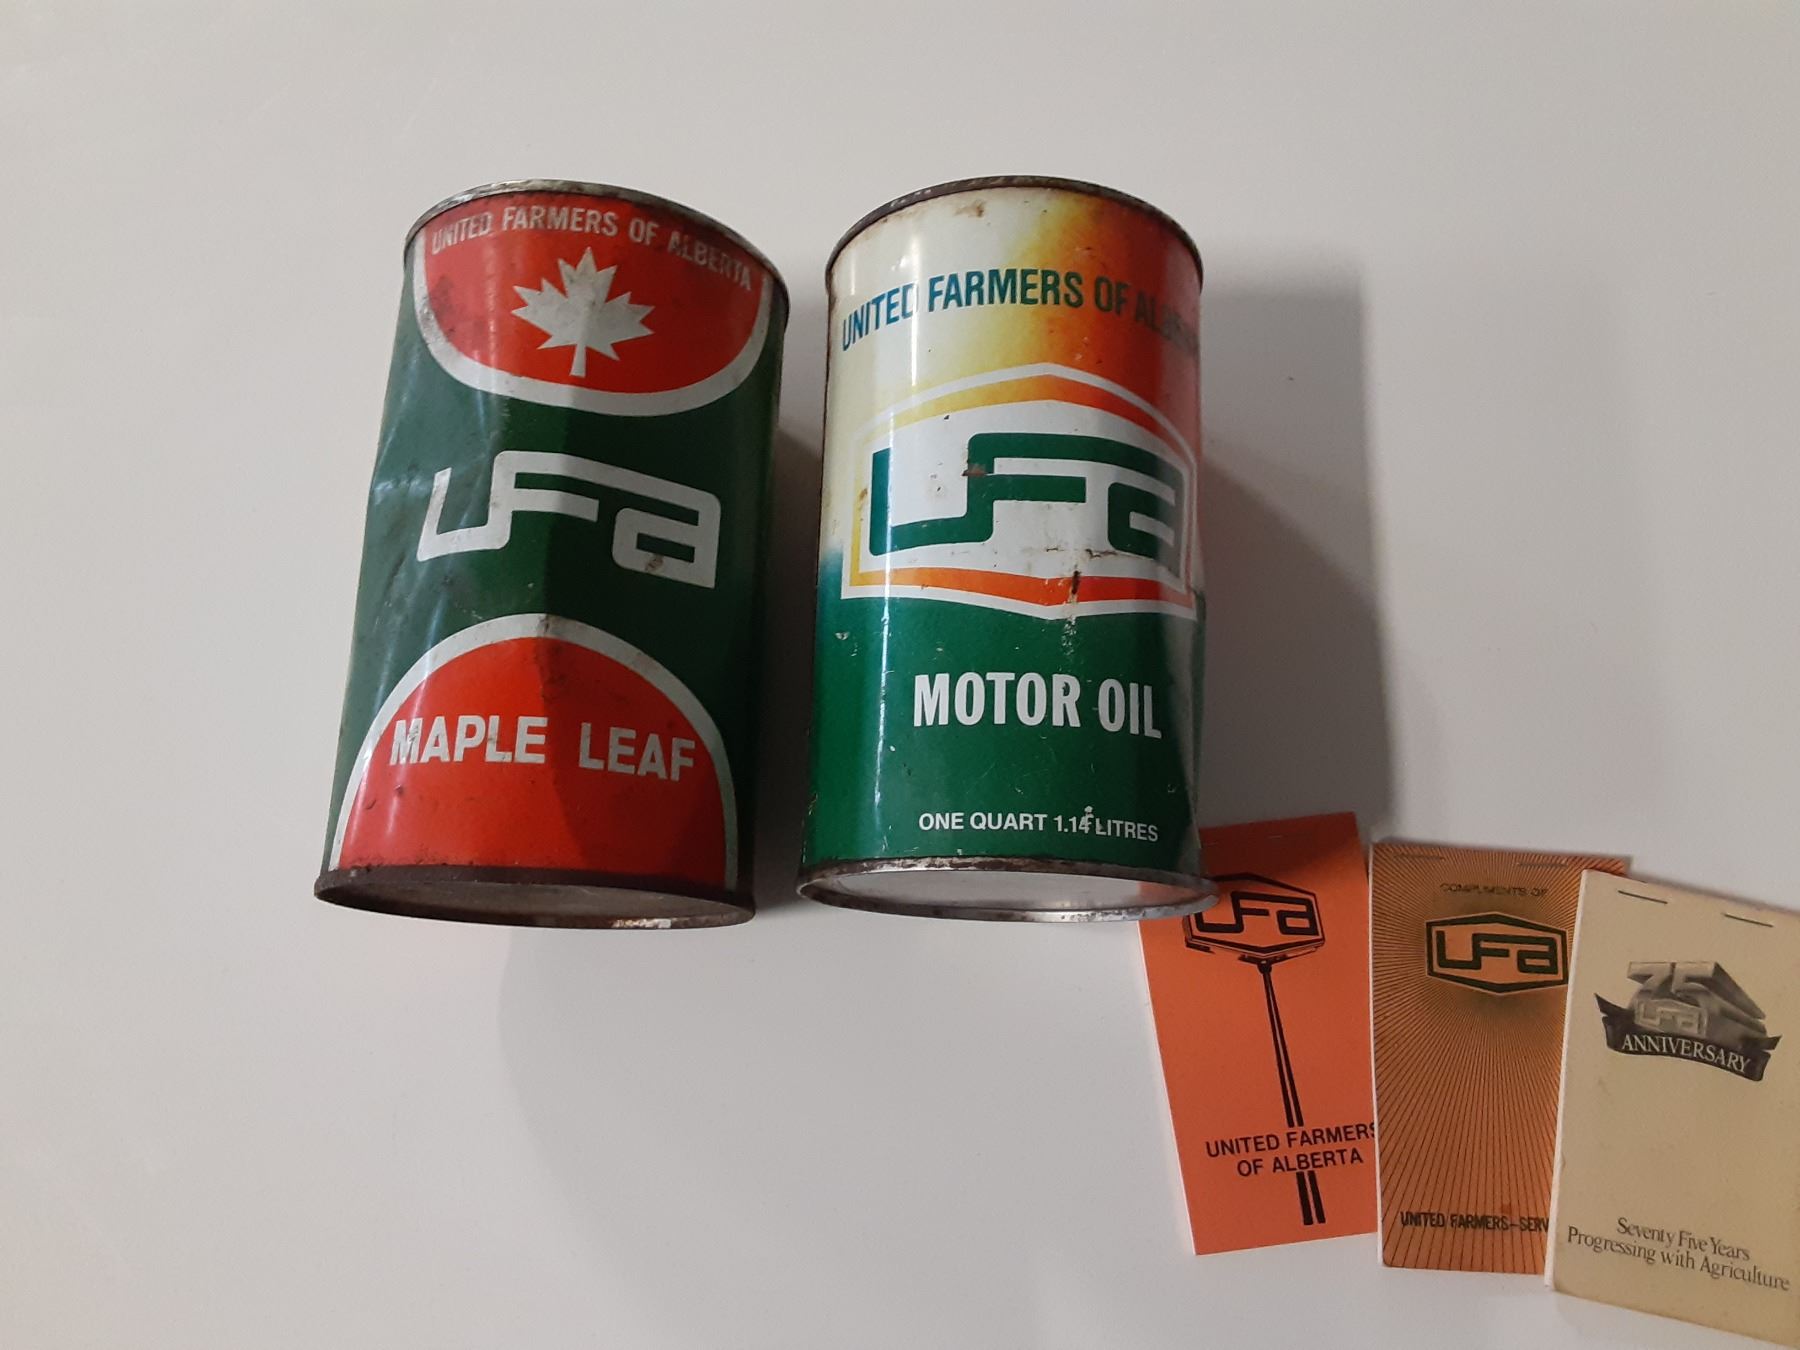 UNITED FARMERS OF ALBERTA
UFA
MAPLE LEAF
UNITED FARMERS OF
UFA
MOTOR OIL
ONE QUART 1.14 LITRES
UFA
UNITED FARMERS
OF ALBERTA
COMPLIMENTS OF
UFA
UNITED FARMERS-SERV
75
UFA
ANNIVERSARY
Seventy Five Years
Progressing with Agriculture